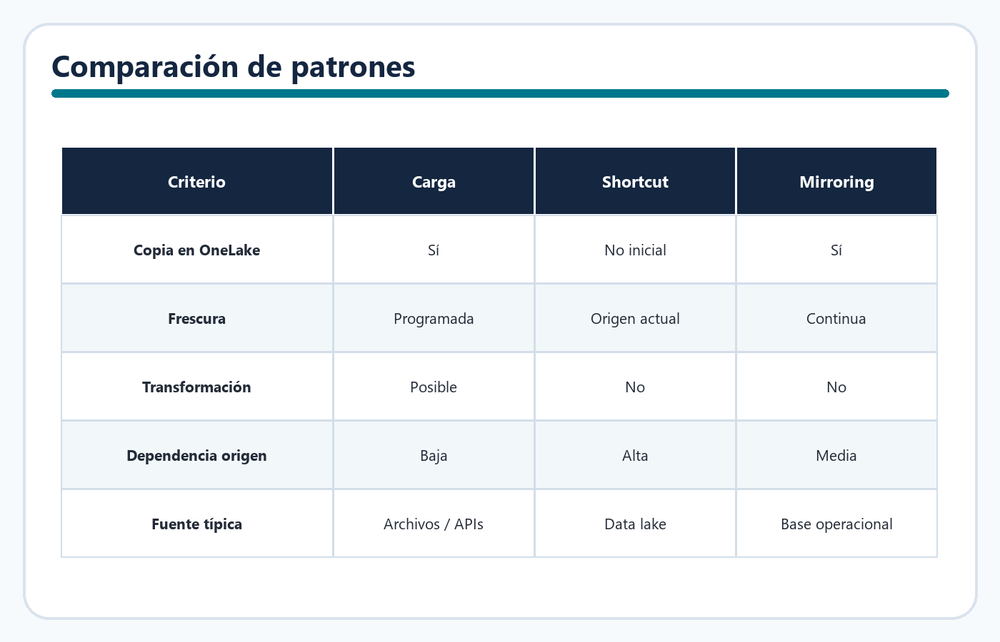 Comparación de patrones
Criterio Carga Shortcut Mirroring
Copia en OneLake Sí No inicial Sí
Frescura Programada Origen actual Continua
Transformación Posible No No
Dependencia origen Baja Alta Media
Fuente típica Archivos / APIs Data lake Base operacional